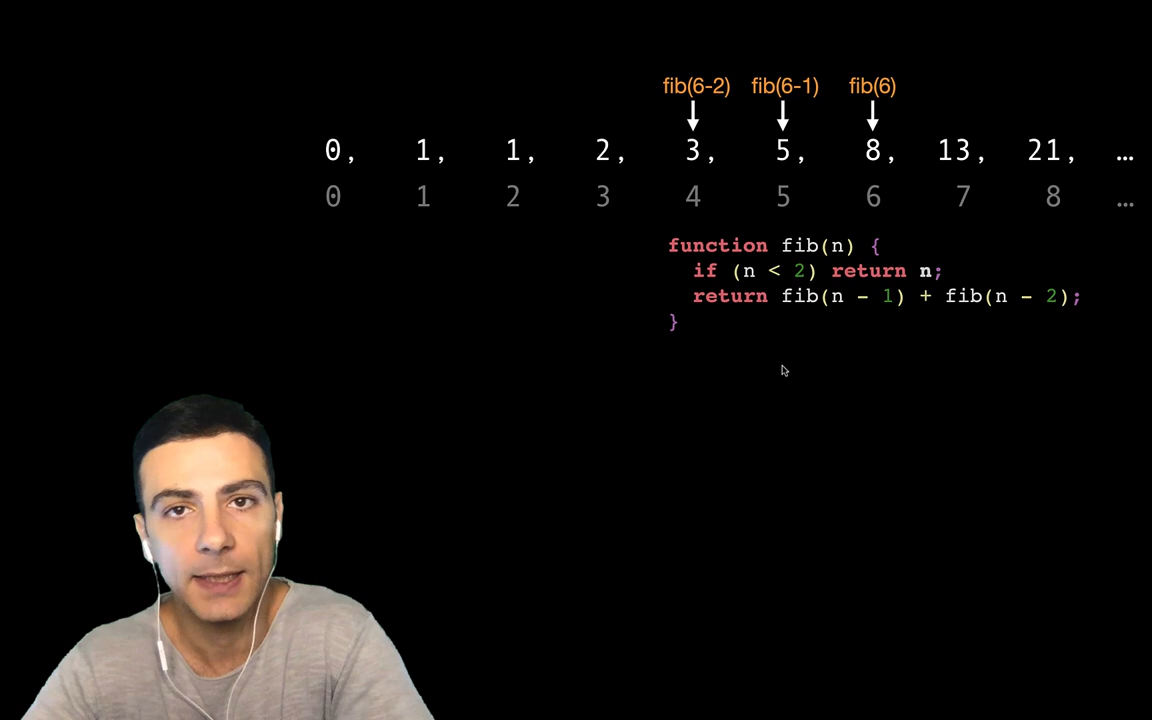 fib(6-2) fib(6-1) fib(6)
0, 1, 1, 2, 3, 5, 8, 13, 21, …
0 1 2 3 4 5 6 7 8 …
function fib(n) {
  if (n < 2) return n;
  return fib(n - 1) + fib(n - 2);
}